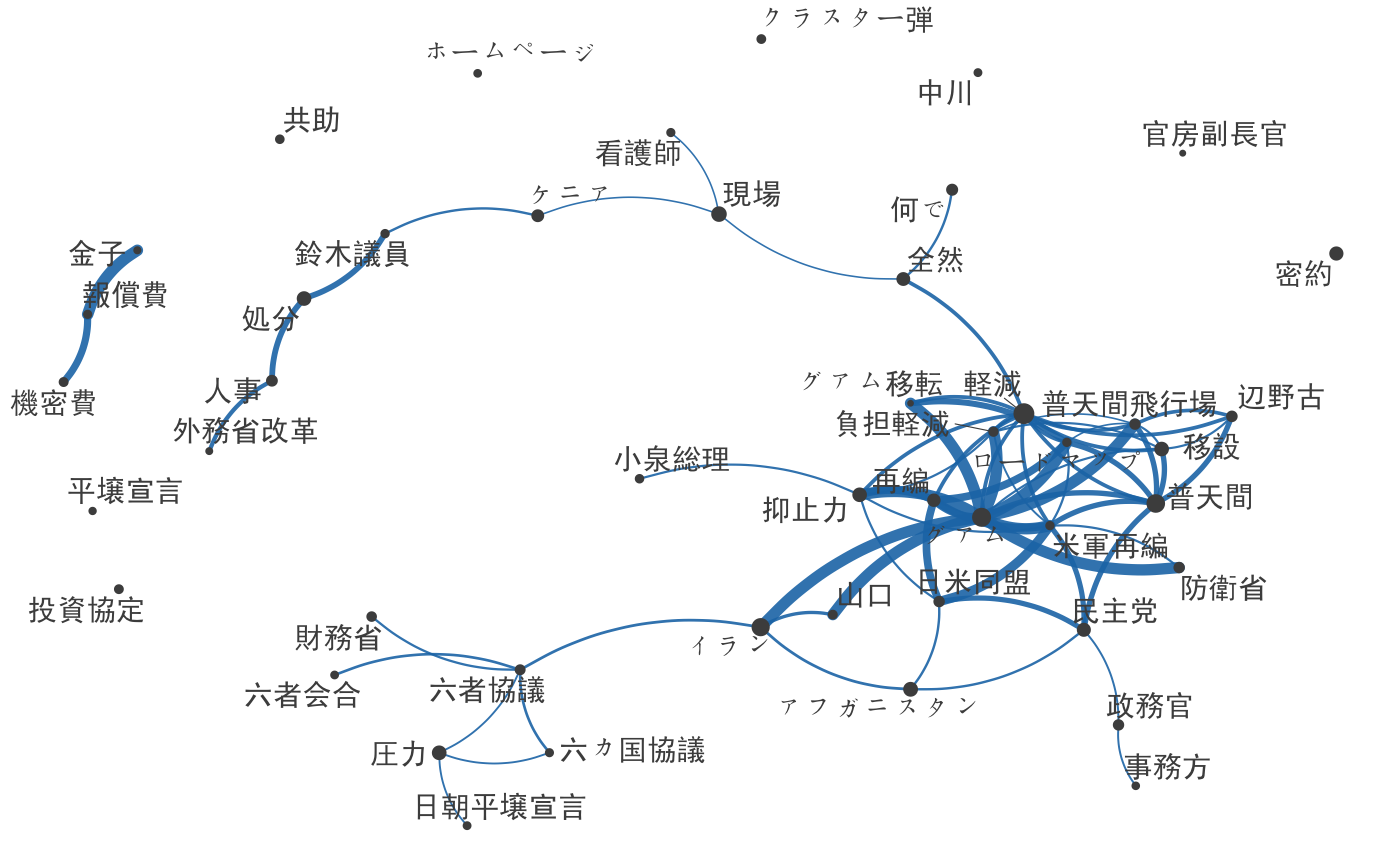 クラスター弾
ホームページ
中川
共助
官房副長官
看護師
ケニア
現場
何で
金子
鈴木議員
全然
密約
報償費
処分
グアム移転
軽減
人事
機密費
普天間飛行場
辺野古
負担軽減
外務省改革
移設
小泉総理
ロードマップ
再編
平壌宣言
普天間
抑止力
グアム
米軍再編
日米同盟
防衛省
山口
投資協定
民主党
財務省
イラン
六者会合
六者協議
アフガニスタン
政務官
圧力
六カ国協議
事務方
日朝平壌宣言